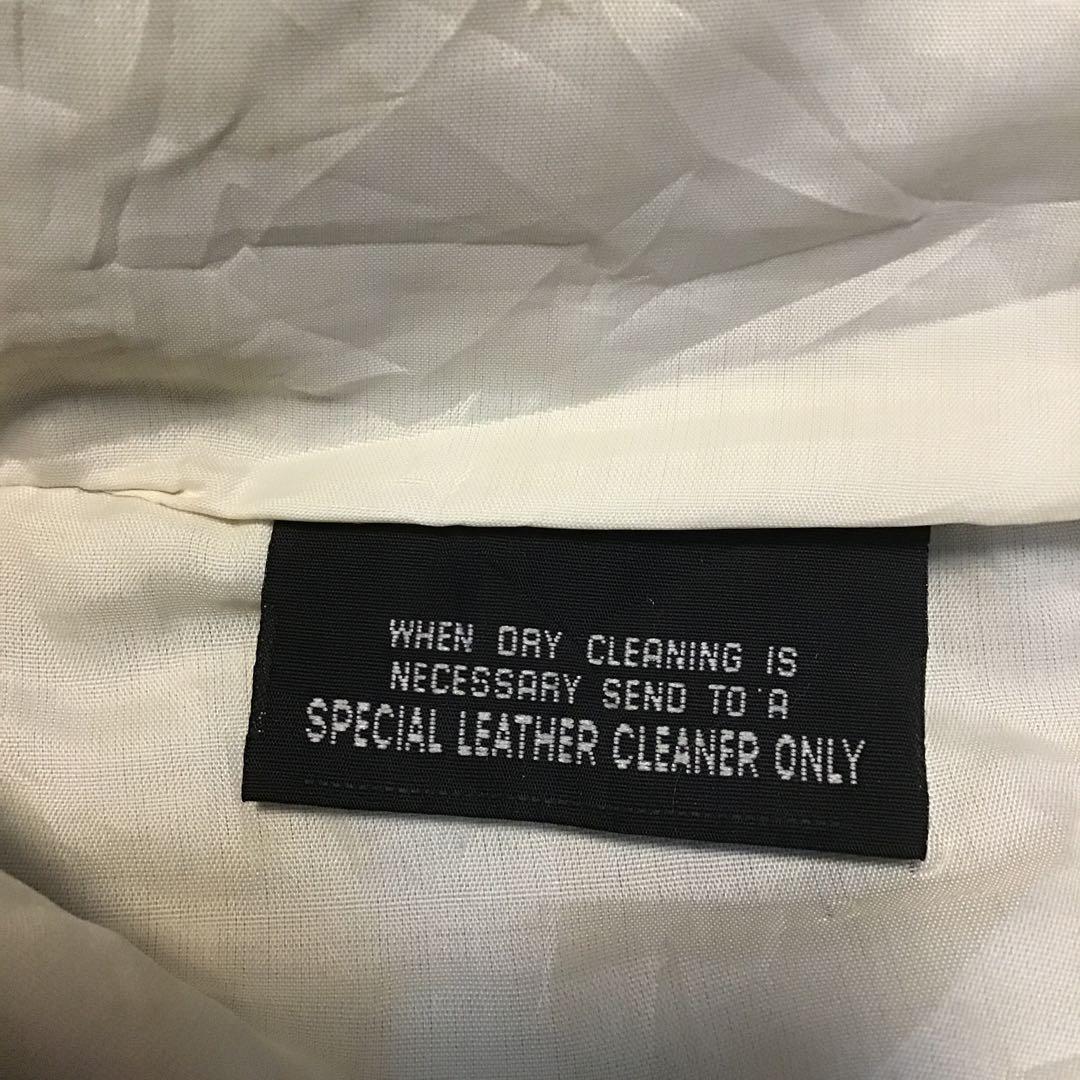 WHEN DRY CLEANING IS
NECESSARY SEND TO A
SPECIAL LEATHER CLEANER ONLY